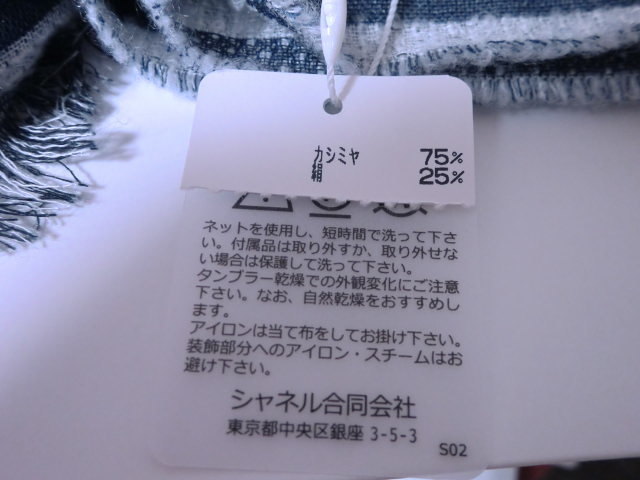 カシミヤ 75%
絹 25%
ネットを使用し、短時間で洗って下さ
い。付属品は取り外すか、取り外せな
い場合は保護して洗って下さい。
タンブラー乾燥での外観変化にご注意
下さい。なお、自然乾燥をおすすめし
ます。
アイロンは当て布をしてお掛け下さい。
装飾部分へのアイロン・スチームはお
避け下さい。
シャネル合同会社
東京都中央区銀座 3-5-3
S02